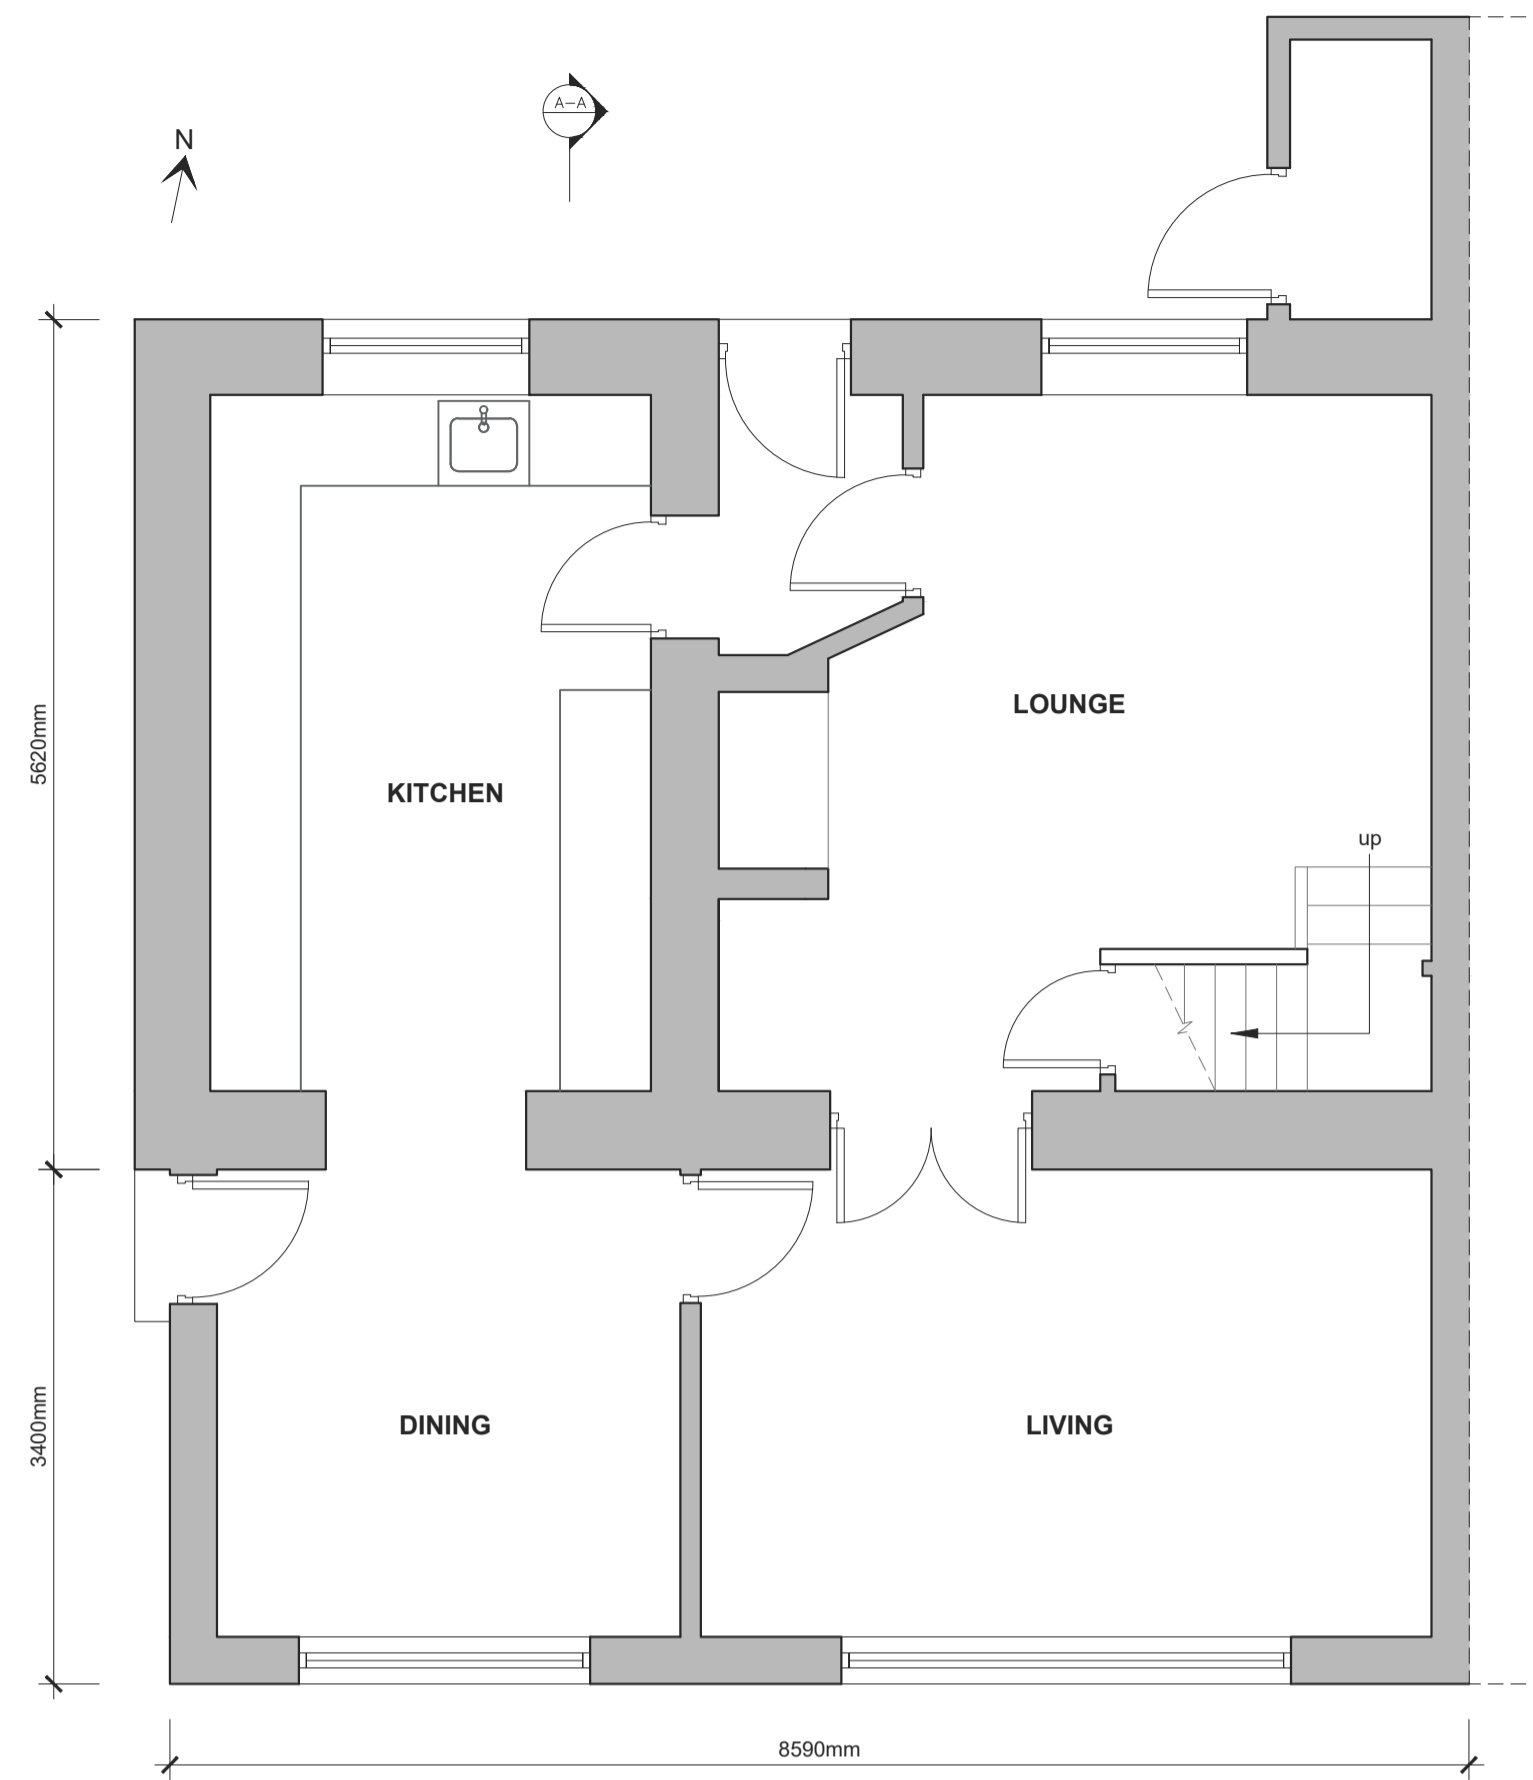 A-A
N
LOUNGE
5620mm
KITCHEN
up
DINING
LIVING
3400mm
8590mm